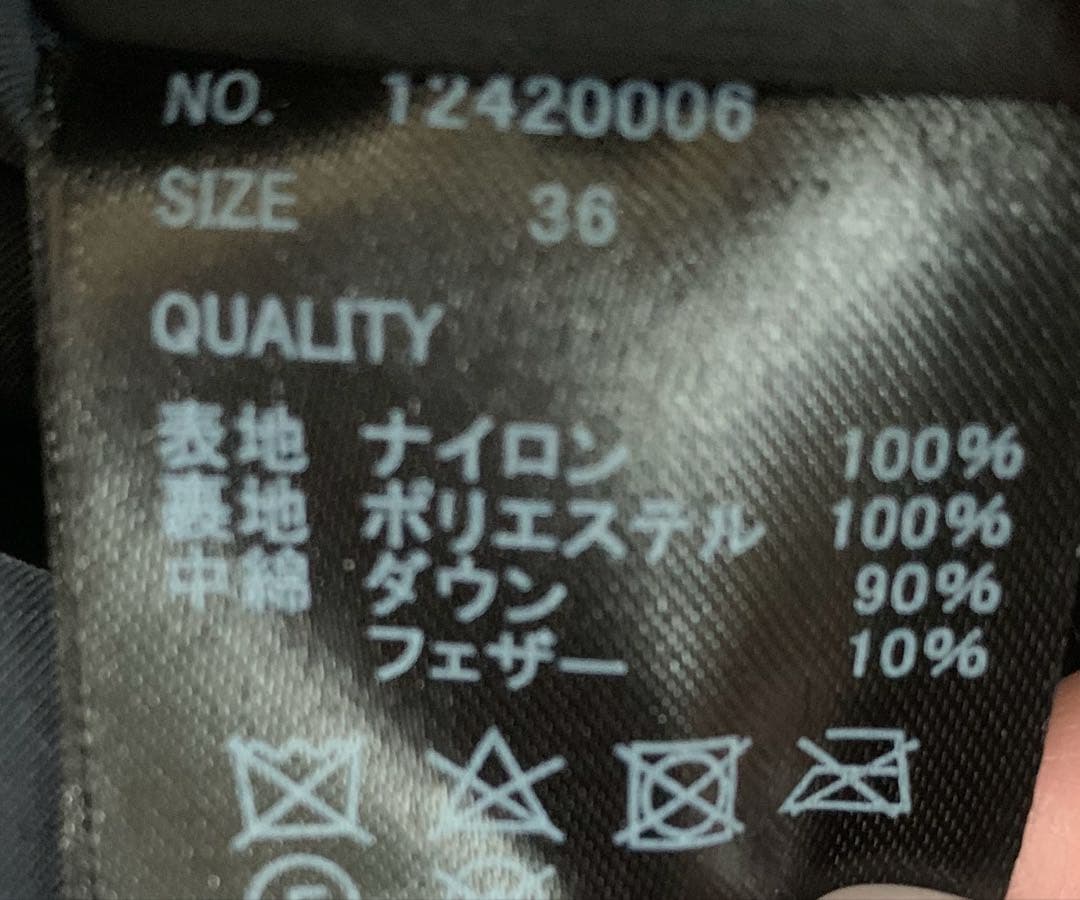 NO. 12420006
SIZE 36
QUALITY
表地 ナイロン 100%
裏地 ポリエステル 100%
中綿 ダウン 90%
フェザー 10%